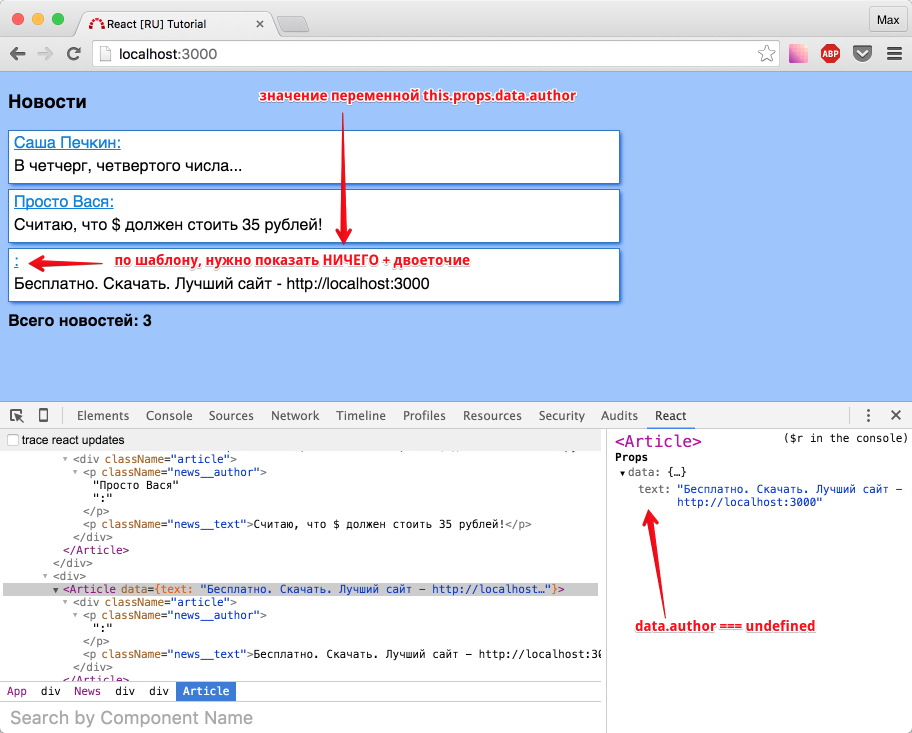 React [RU] Tutorial
Max
localhost:3000
ABP
Новости
значение переменной this.props.data.author
Саша Печкин:
В четчерг, четвертого числа...
Просто Вася:
Считаю, что $ должен стоить 35 рублей!
:
по шаблону, нужно показать НИЧЕГО + двоеточие
Бесплатно. Скачать. Лучший сайт - http://localhost:3000
Всего новостей: 3
Elements Console Sources Network Timeline Profiles Resources Security Audits React
trace react updates
<div className="article">
<p className="news__author">
"Просто Вася"
":"
</p>
<p className="news__text">Считаю, что $ должен стоить 35 рублей!</p>
</div>
</Article>
</div>
<div>
<Article data={text: "Бесплатно. Скачать. Лучший сайт – http://localhost…"}>
<div className="article">
<p className="news__author">
":"
</p>
<p className="news__text">Бесплатно. Скачать. Лучший сайт – http://localhost:30
</div>
</Article>
App div News div div Article
Search by Component Name
<Article>
($r in the console)
Props
data: {…}
text: "Бесплатно. Скачать. Лучший сайт –
http://localhost:3000"
data.author === undefined